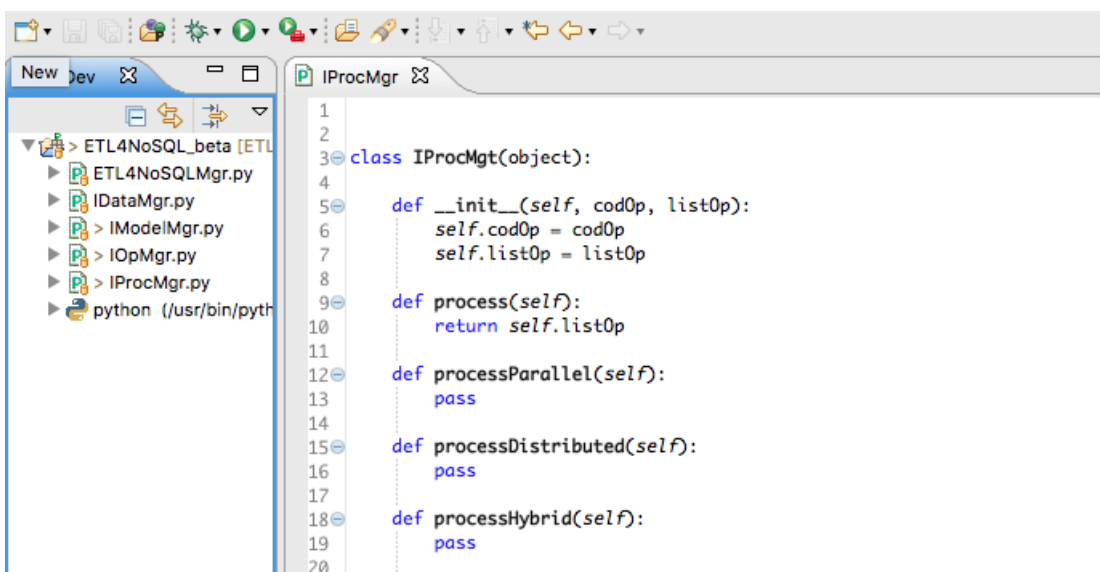 New Dev
IProcMgr
> ETL4NoSQL_beta [ETL
ETL4NoSQLMgr.py
IDataMgr.py
> IModelMgr.py
> IOpMgr.py
> IProcMgr.py
python (/usr/bin/pyth
1
2
3 class IProcMgt(object):
4
5     def __init__(self, codOp, listOp):
6         self.codOp = codOp
7         self.listOp = listOp
8
9     def process(self):
10         return self.listOp
11
12     def processParallel(self):
13         pass
14
15     def processDistributed(self):
16         pass
17
18     def processHybrid(self):
19         pass
20